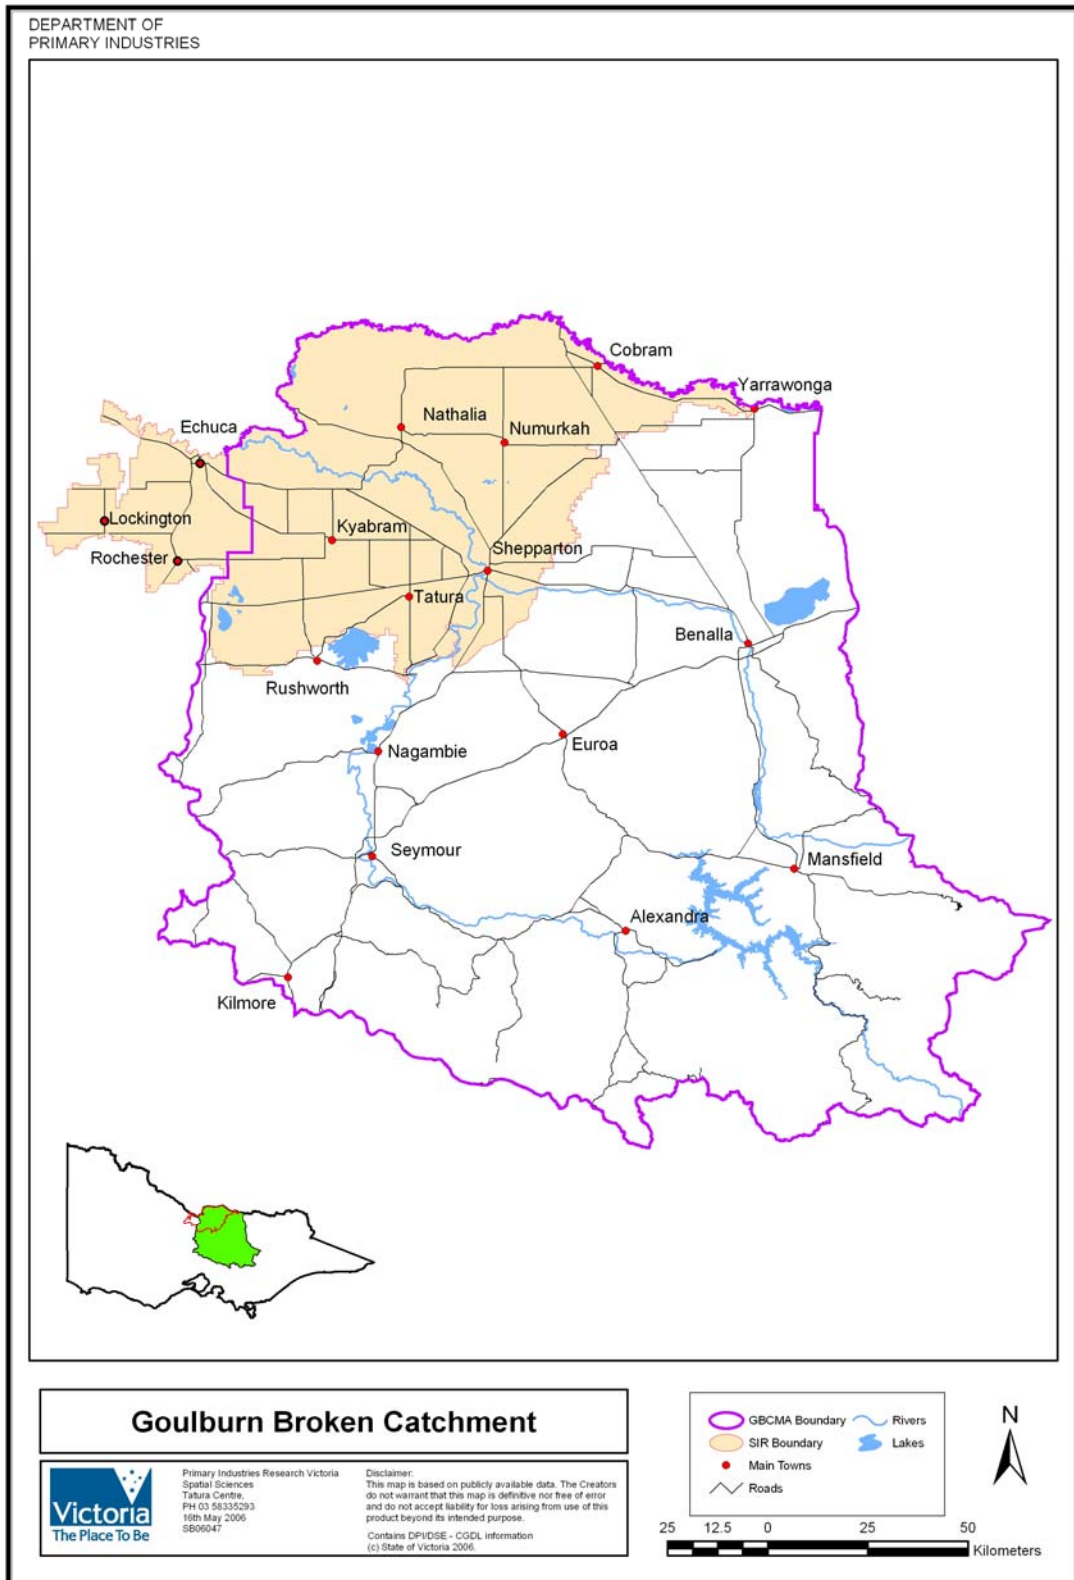 DEPARTMENT OF
PRIMARY INDUSTRIES
Cobram
Yarrawonga
Nathalia
Numurkah
Echuca
Lockington
Kyabram
Rochester
Shepparton
Tatura
Benalla
Rushworth
Euroa
Nagambie
Seymour
Mansfield
Alexandra
Kilmore
Goulburn Broken Catchment
Victoria
The Place To Be
Primary Industries Research Victoria
Spatial Sciences
Tatura Centre,
PH 03 58335293
16th May 2006
SB06047
Disclaimer:
This map is based on publicly available data. The Creators
do not warrant that this map is definitive nor free of error
and do not accept liability for loss arising from use of this
product beyond its intended purpose.
Contains DPI/DSE - CGDL information
(c) State of Victoria 2006.
GBCMA Boundary
Rivers
SIR Boundary
Lakes
Main Towns
Roads
N
25 12.5 0 25 50
Kilometers